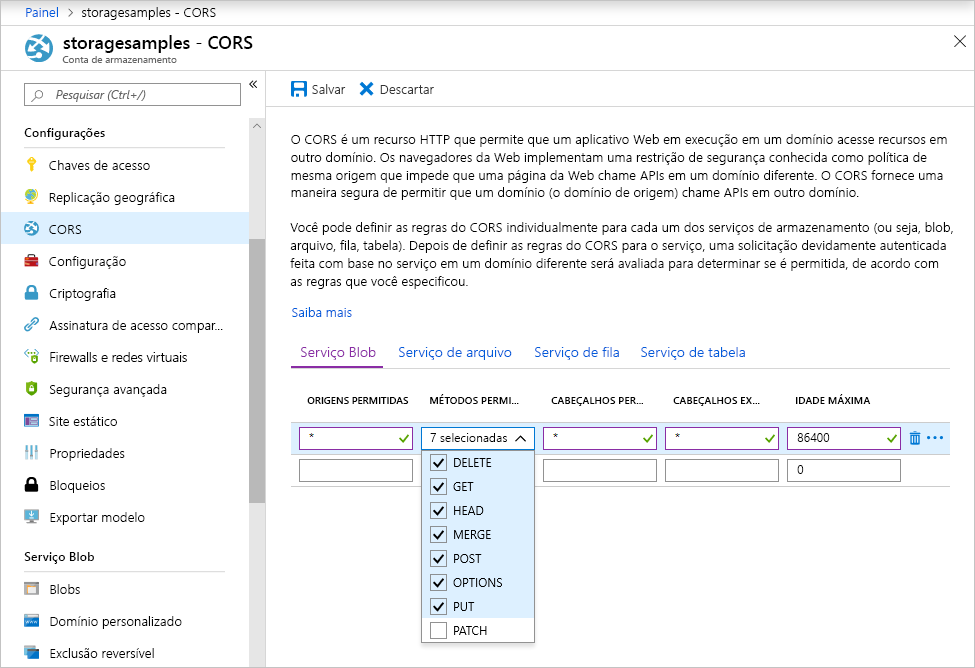 Painel > storagesamples - CORS
storagesamples - CORS
Conta de armazenamento
Pesquisar (Ctrl+/)
«
Configurações
Chaves de acesso
Replicação geográfica
CORS
Configuração
Criptografia
Assinatura de acesso compar...
Firewalls e redes virtuais
Segurança avançada
Site estático
Propriedades
Bloqueios
Exportar modelo
Serviço Blob
Blobs
Domínio personalizado
Exclusão reversível
Salvar Descartar
O CORS é um recurso HTTP que permite que um aplicativo Web em execução em um domínio acesse recursos em
outro domínio. Os navegadores da Web implementam uma restrição de segurança conhecida como política de
mesma origem que impede que uma página da Web chame APIs em um domínio diferente. O CORS fornece uma
maneira segura de permitir que um domínio (o domínio de origem) chame APIs em outro domínio.
Você pode definir as regras do CORS individualmente para cada um dos serviços de armazenamento (ou seja, blob,
arquivo, fila, tabela). Depois de definir as regras do CORS para o serviço, uma solicitação devidamente autenticada
feita com base no serviço em um domínio diferente será avaliada para determinar se é permitida, de acordo com
as regras que você especificou.
Saiba mais
Serviço Blob Serviço de arquivo Serviço de fila Serviço de tabela
ORIGENS PERMITIDAS MÉTODOS PERMI... CABEÇALHOS PER... CABEÇALHOS EX... IDADE MÁXIMA
* 7 selecionadas * * 86400
0
DELETE
GET
HEAD
MERGE
POST
OPTIONS
PUT
PATCH